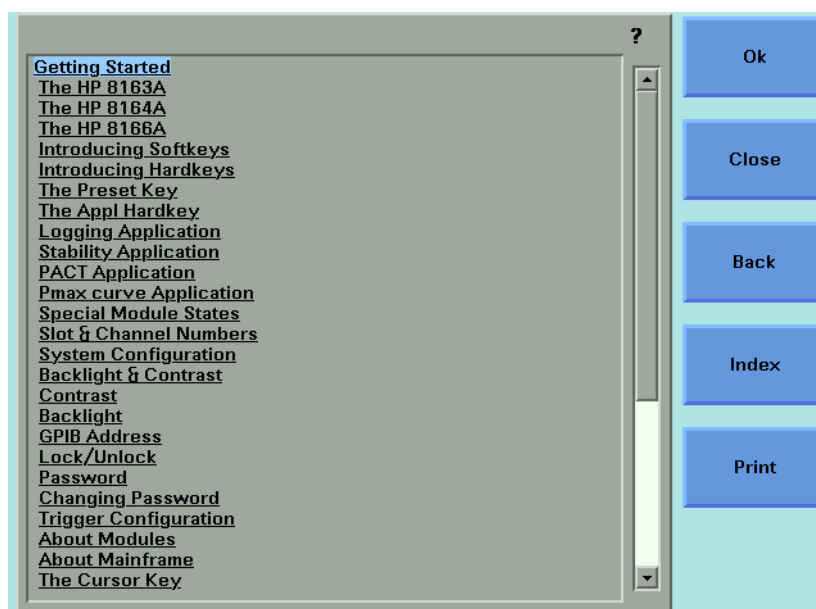 ?
Getting Started
The HP 8163A
The HP 8164A
The HP 8166A
Introducing Softkeys
Introducing Hardkeys
The Preset Key
The Appl Hardkey
Logging Application
Stability Application
PACT Application
Pmax curve Application
Special Module States
Slot & Channel Numbers
System Configuration
Backlight & Contrast
Contrast
Backlight
GPIB Address
Lock/Unlock
Password
Changing Password
Trigger Configuration
About Modules
About Mainframe
The Cursor Key
Ok
Close
Back
Index
Print